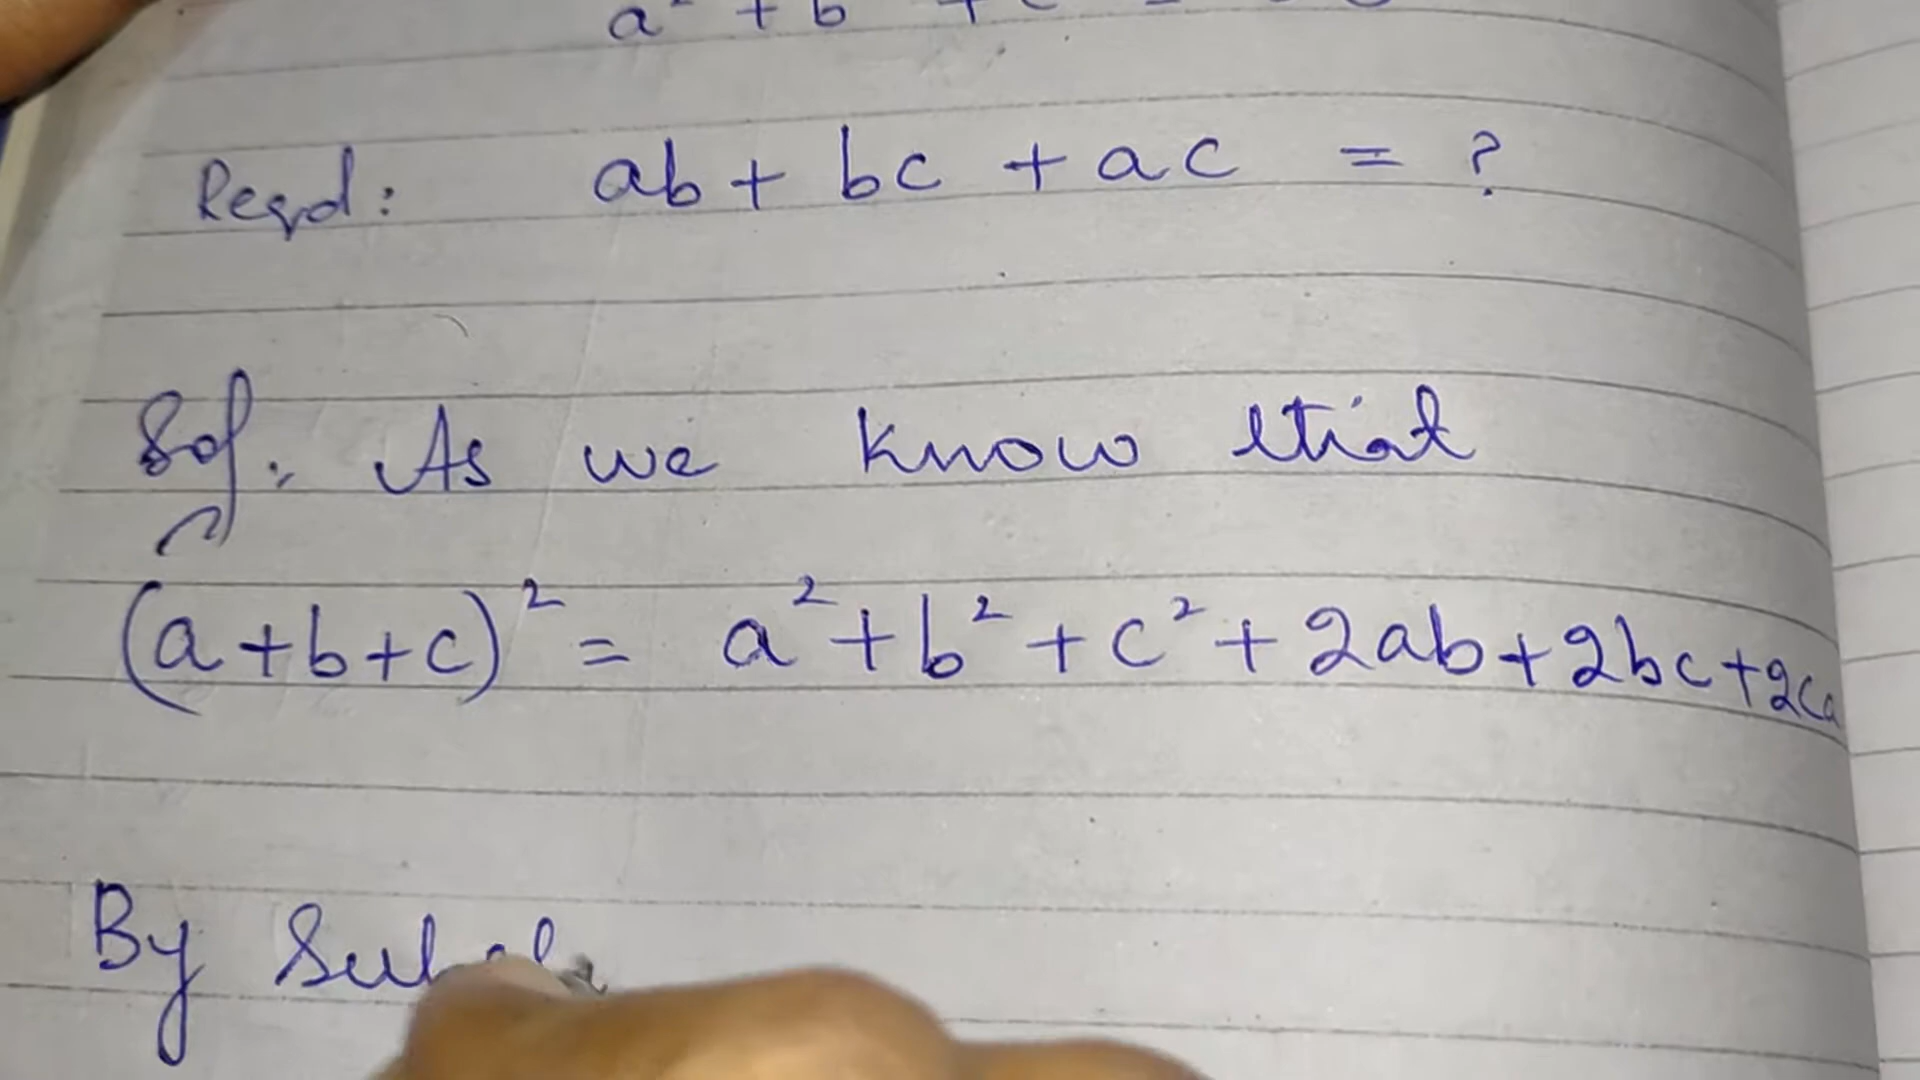 Reqd: ab + bc + ac = ?
Sol. As we know that
(a+b+c)² = a² + b² + c² + 2ab + 2bc + 2ca
By